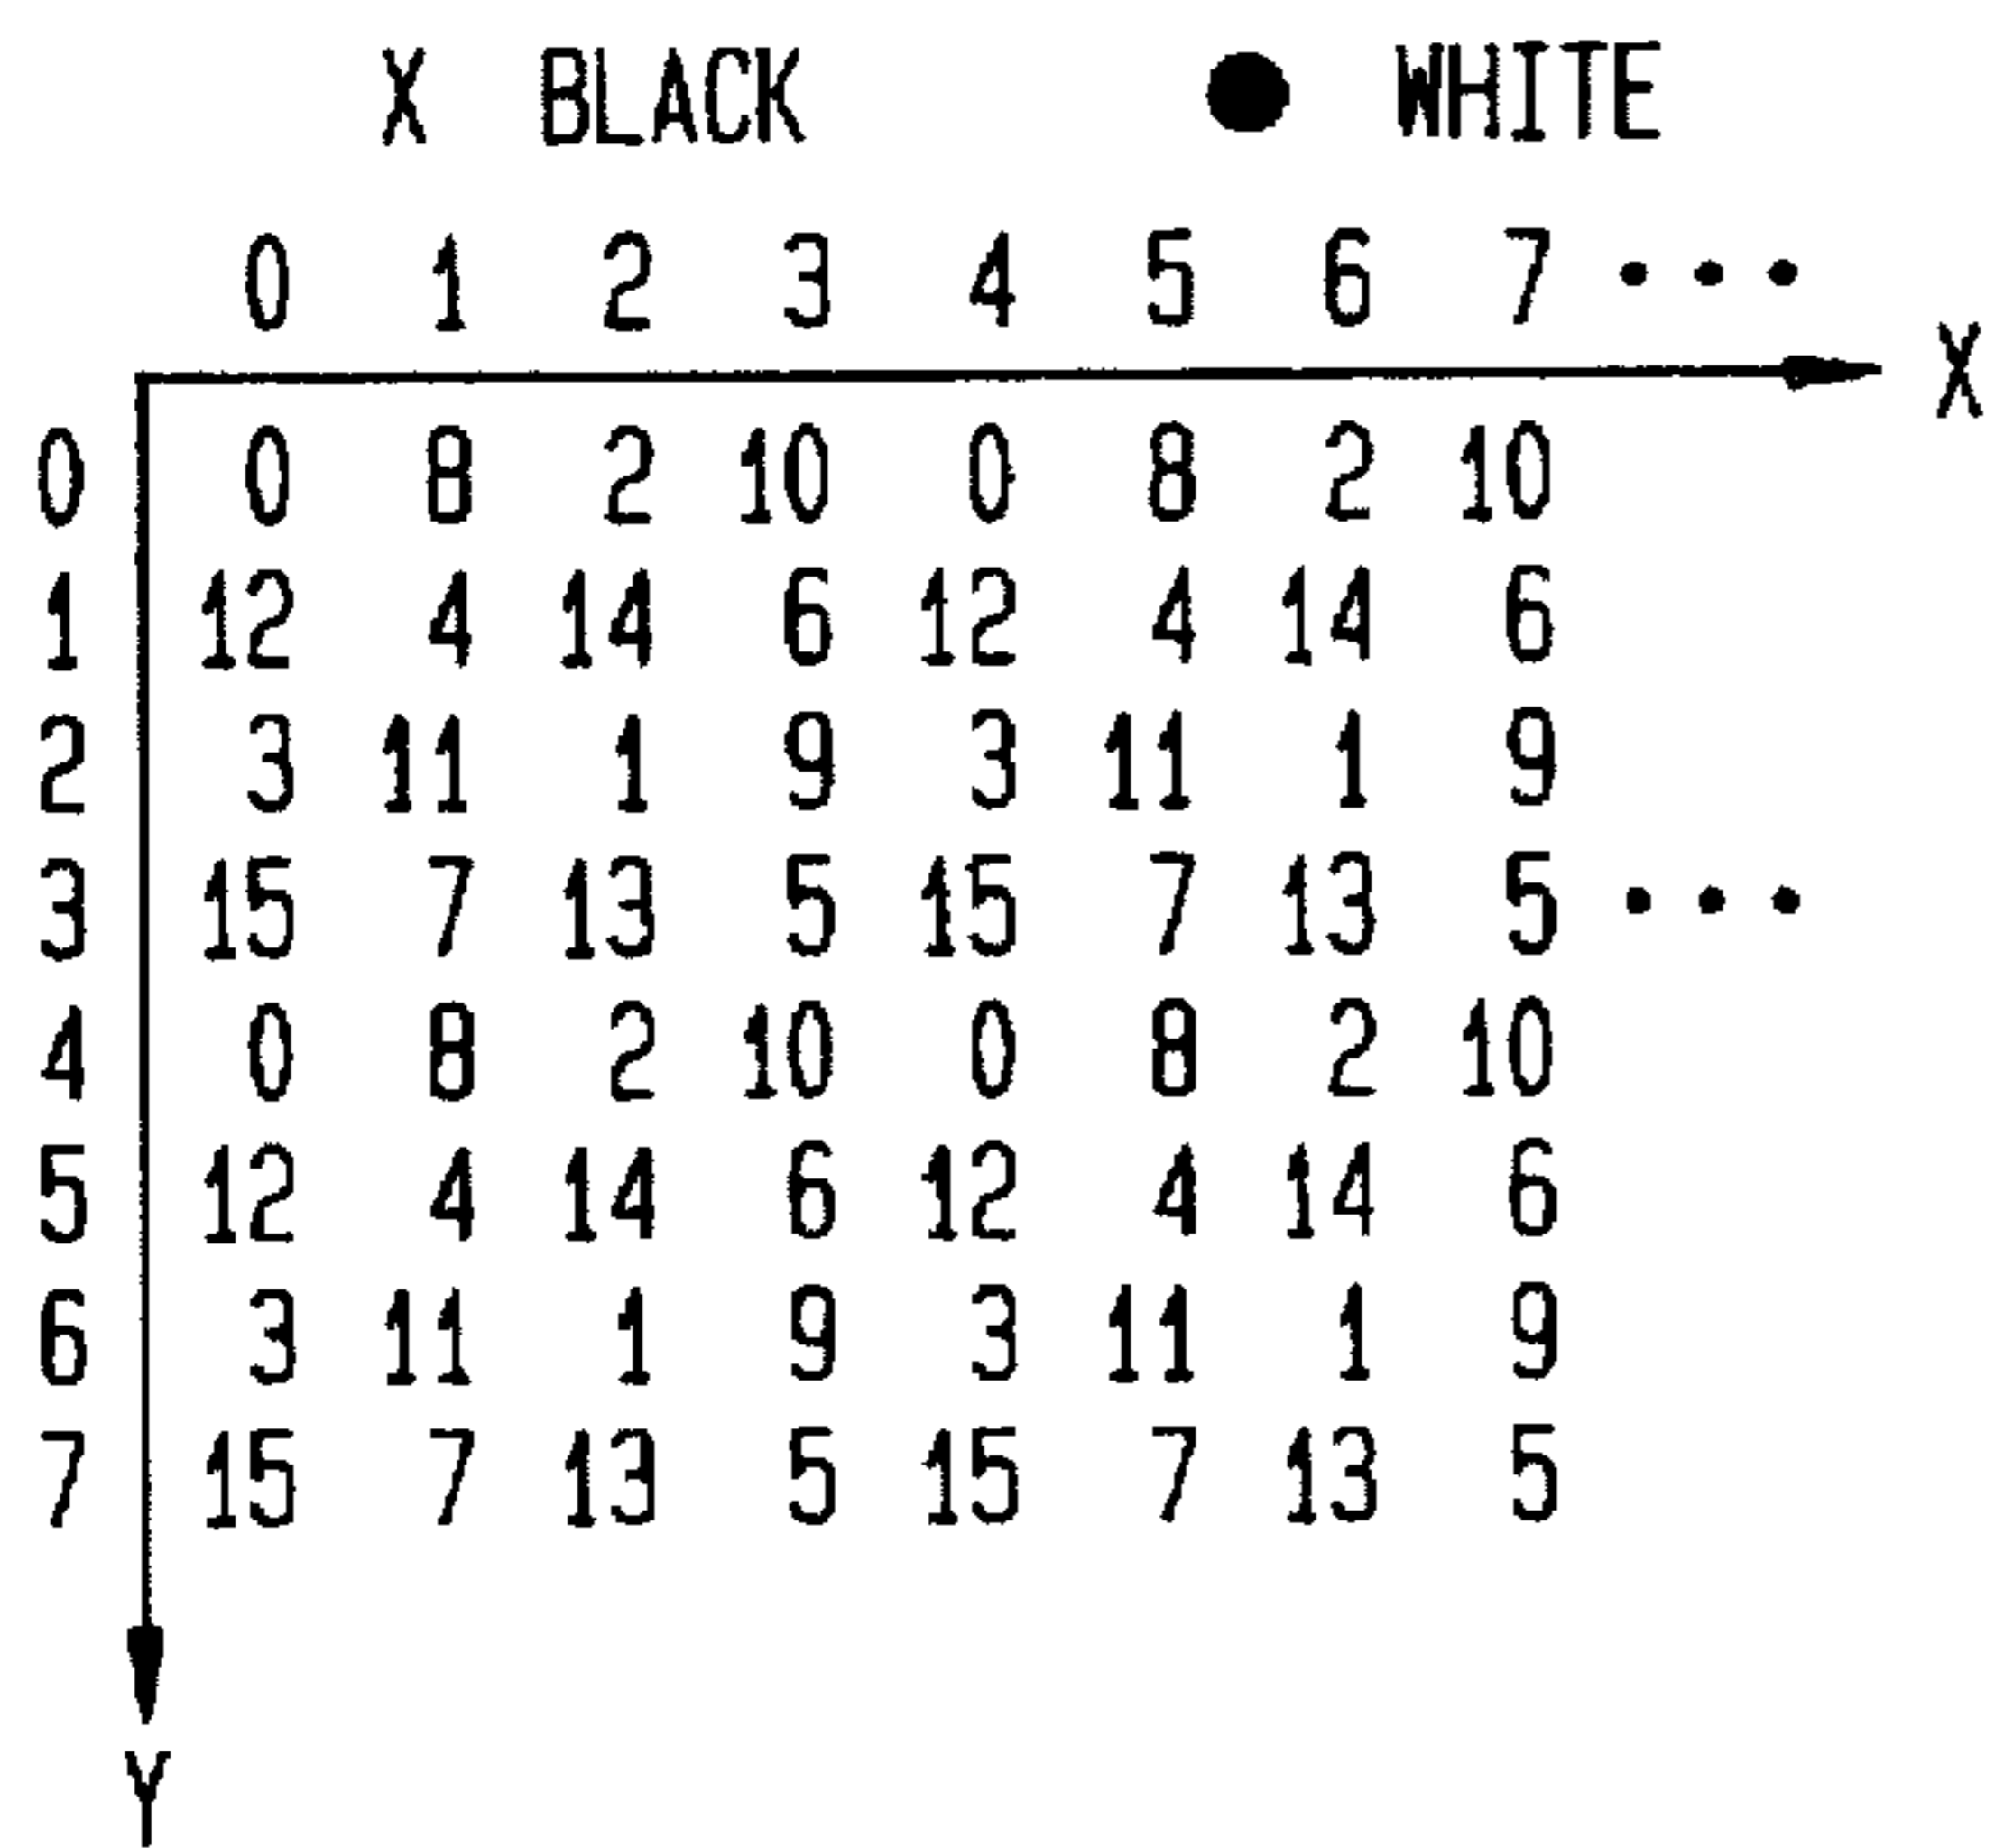 X BLACK ● WHITE
0 1 2 3 4 5 6 7 • • •
X
0 0 8 2 10 0 8 2 10
1 12 4 14 6 12 4 14 6
2 3 11 1 9 3 11 1 9
3 15 7 13 5 15 7 13 5 • • •
4 0 8 2 10 0 8 2 10
5 12 4 14 6 12 4 14 6
6 3 11 1 9 3 11 1 9
7 15 7 13 5 15 7 13 5
Y